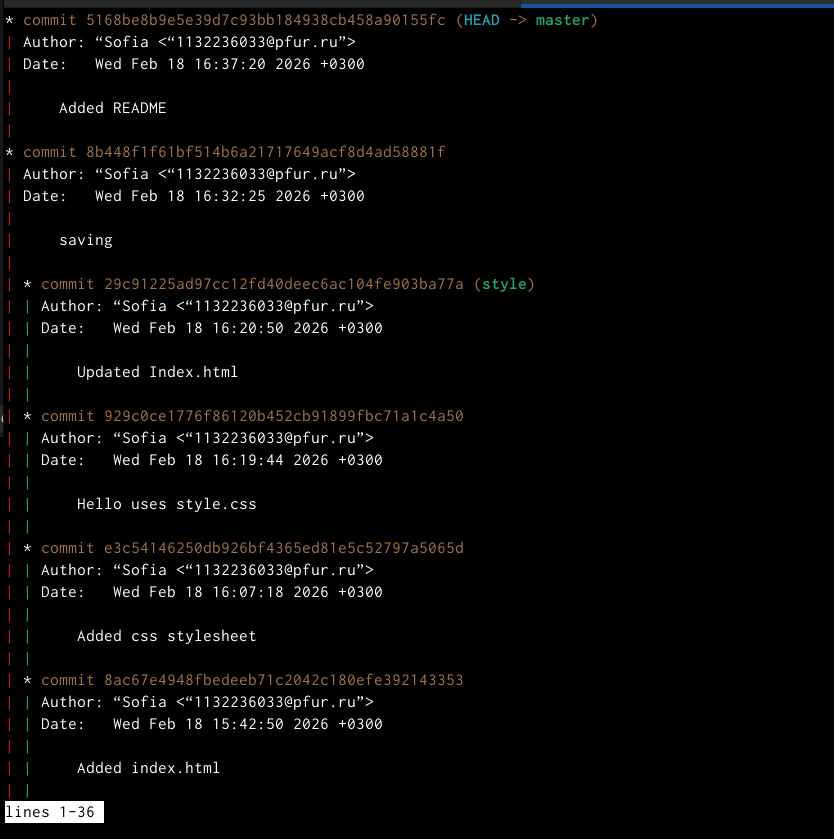 * commit 5168be8b9e5e39d7c93bb184938cb458a90155fc (HEAD -> master)
| Author: “Sofia <“1132236033@pfur.ru”>
| Date:   Wed Feb 18 16:37:20 2026 +0300
|
|     Added README
|
* commit 8b448f1f61bf514b6a21717649acf8d4ad58881f
| Author: “Sofia <“1132236033@pfur.ru”>
| Date:   Wed Feb 18 16:32:25 2026 +0300
|
|     saving
|
| * commit 29c91225ad97cc12fd40deec6ac104fe903ba77a (style)
| | Author: “Sofia <“1132236033@pfur.ru”>
| | Date:   Wed Feb 18 16:20:50 2026 +0300
| |
| |     Updated Index.html
| |
| * commit 929c0ce1776f86120b452cb91899fbc71a1c4a50
| | Author: “Sofia <“1132236033@pfur.ru”>
| | Date:   Wed Feb 18 16:19:44 2026 +0300
| |
| |     Hello uses style.css
| |
| * commit e3c54146250db926bf4365ed81e5c52797a5065d
| | Author: “Sofia <“1132236033@pfur.ru”>
| | Date:   Wed Feb 18 16:07:18 2026 +0300
| |
| |     Added css stylesheet
| |
| * commit 8ac67e4948fbedeeb71c2042c180efe392143353
| | Author: “Sofia <“1132236033@pfur.ru”>
| | Date:   Wed Feb 18 15:42:50 2026 +0300
| |
| |     Added index.html
| |
lines 1-36